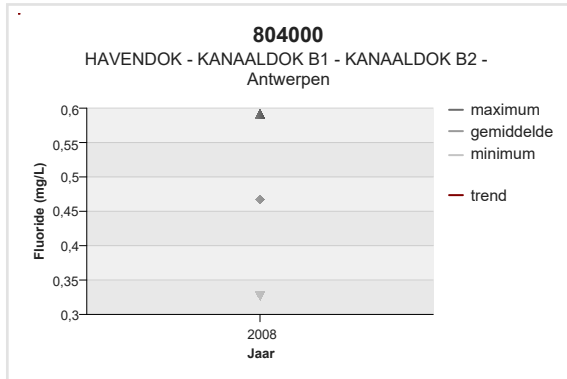 804000
HAVENDOK - KANAALDOK B1 - KANAALDOK B2 -
Antwerpen
Fluoride (mg/L)
0,6
0,55
0,5
0,45
0,4
0,35
0,3
2008
Jaar
maximum
gemiddelde
minimum
trend